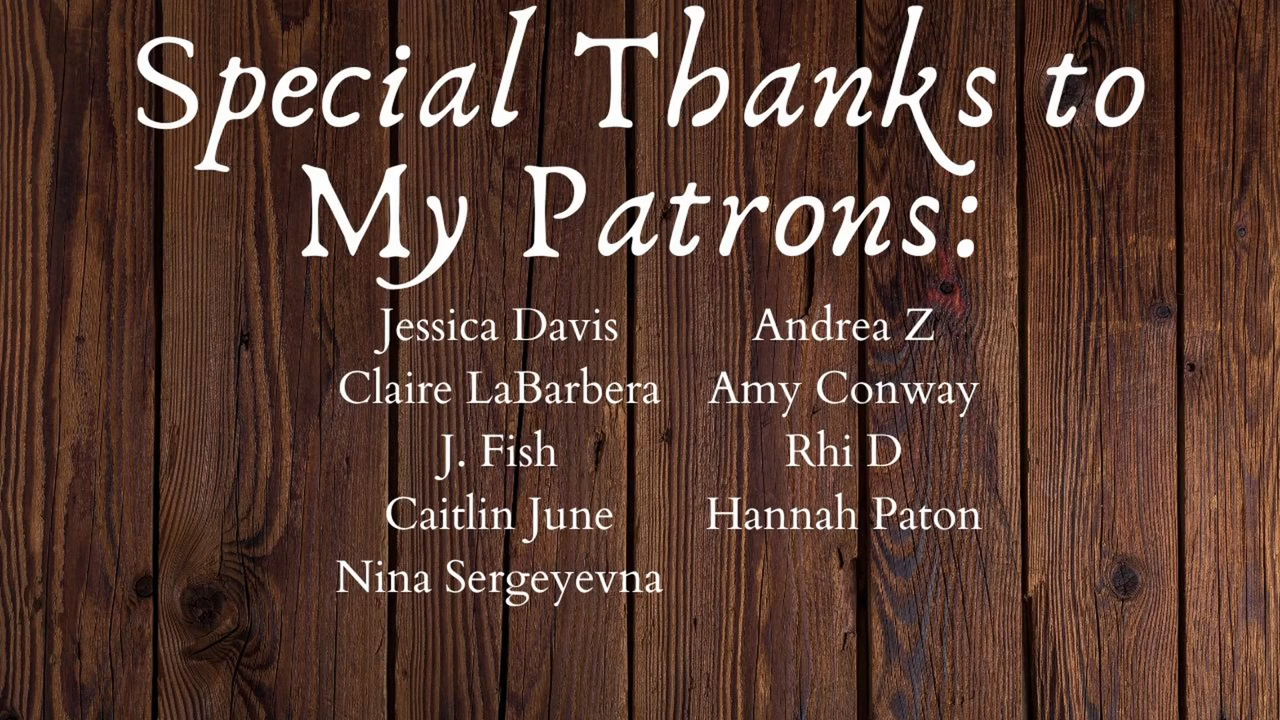 Special Thanks to
My Patrons:
Jessica Davis
Claire LaBarbera
J. Fish
Caitlin June
Nina Sergeyevna
Andrea Z
Amy Conway
Rhi D
Hannah Paton